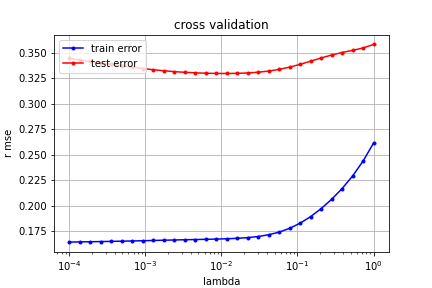 cross validation
train error
test error
r mse
0.350
0.325
0.300
0.275
0.250
0.225
0.200
0.175
10⁻⁴
10⁻³
10⁻²
10⁻¹
10⁰
lambda